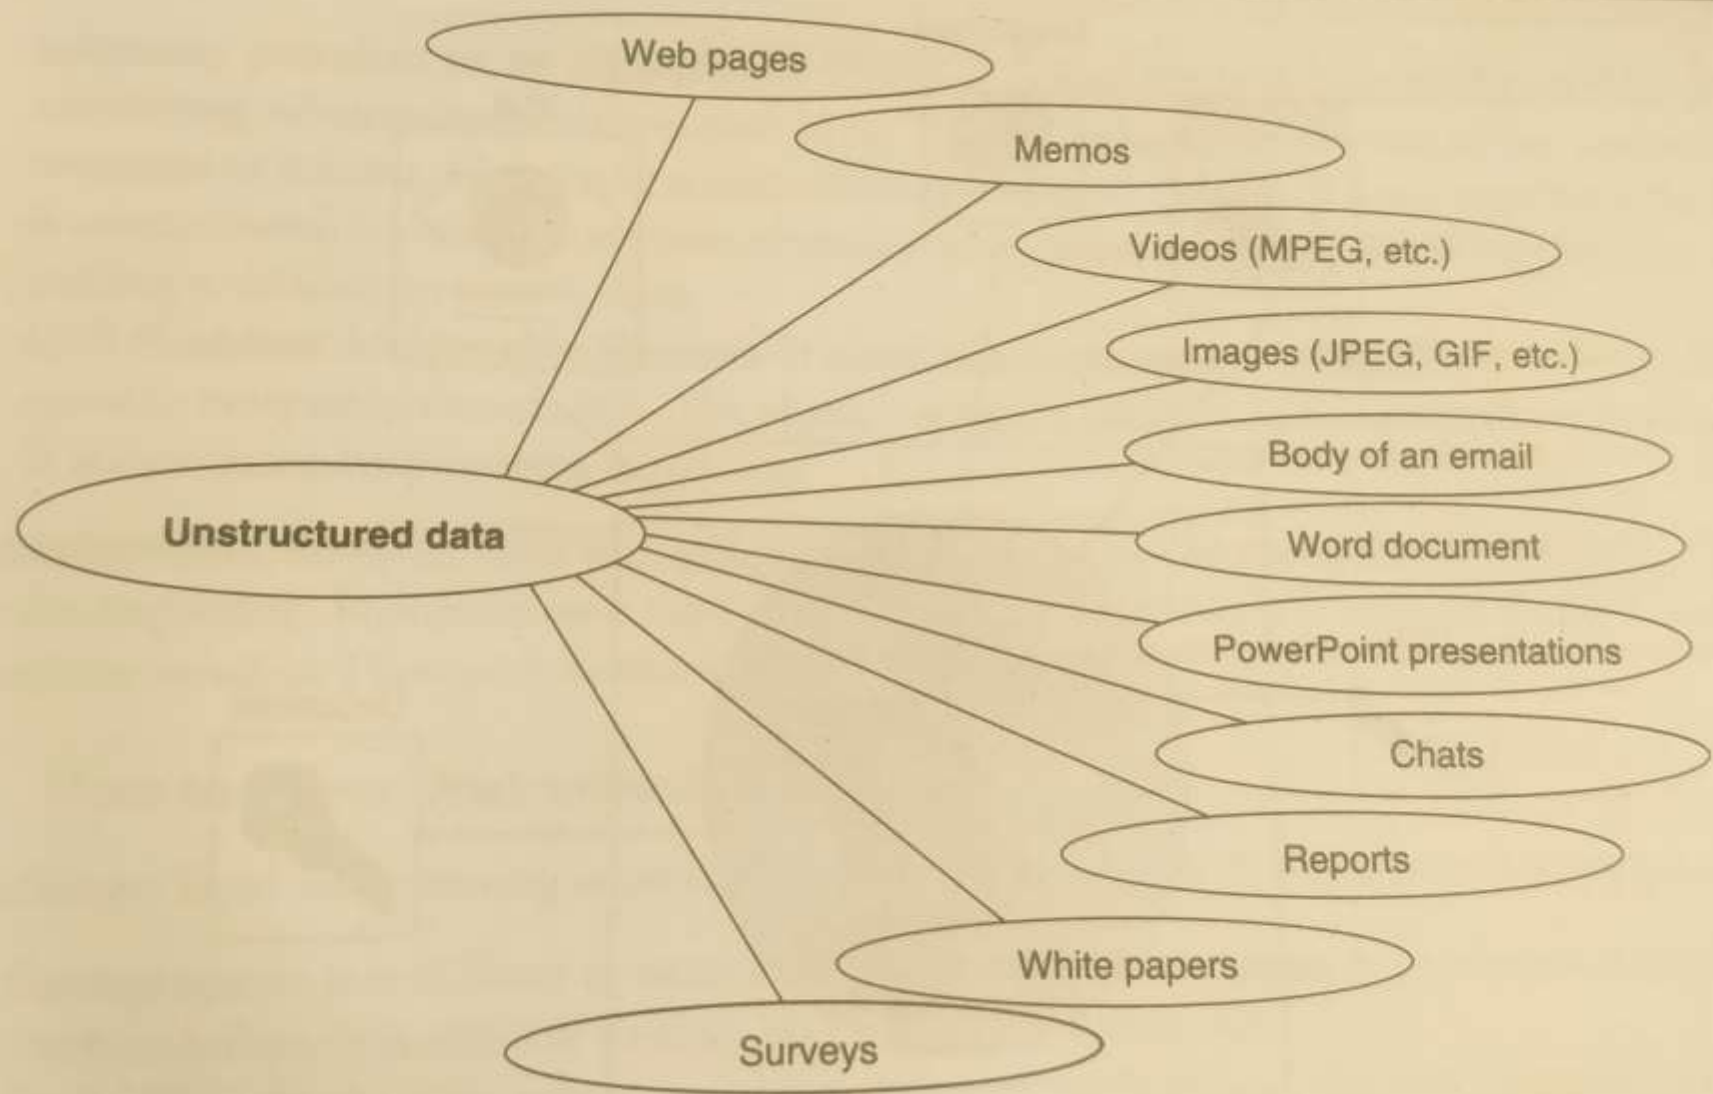 Web pages
Memos
Videos (MPEG, etc.)
Images (JPEG, GIF, etc.)
Body of an email
Unstructured data
Word document
PowerPoint presentations
Chats
Reports
White papers
Surveys